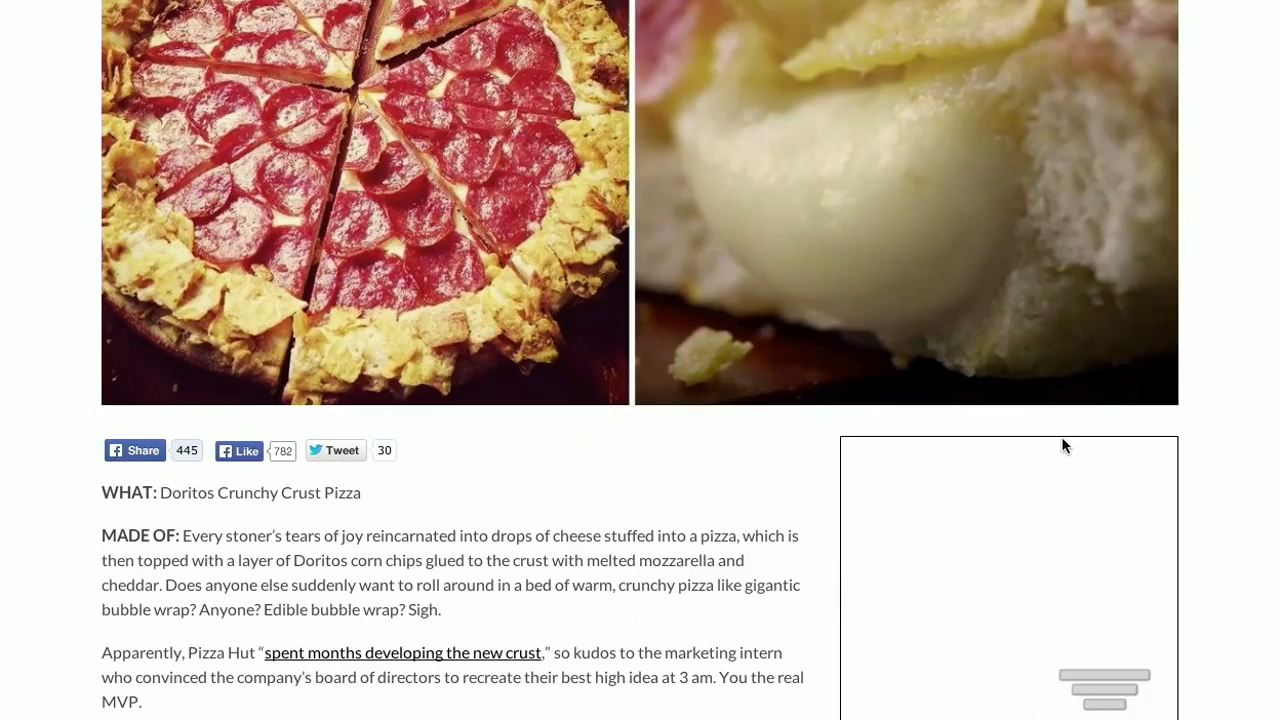 Share 445 Like 782 Tweet 30
WHAT: Doritos Crunchy Crust Pizza
MADE OF: Every stoner’s tears of joy reincarnated into drops of cheese stuffed into a pizza, which is
then topped with a layer of Doritos corn chips glued to the crust with melted mozzarella and
cheddar. Does anyone else suddenly want to roll around in a bed of warm, crunchy pizza like gigantic
bubble wrap? Anyone? Edible bubble wrap? Sigh.
Apparently, Pizza Hut “spent months developing the new crust,” so kudos to the marketing intern
who convinced the company’s board of directors to recreate their best high idea at 3 am. You the real
MVP.